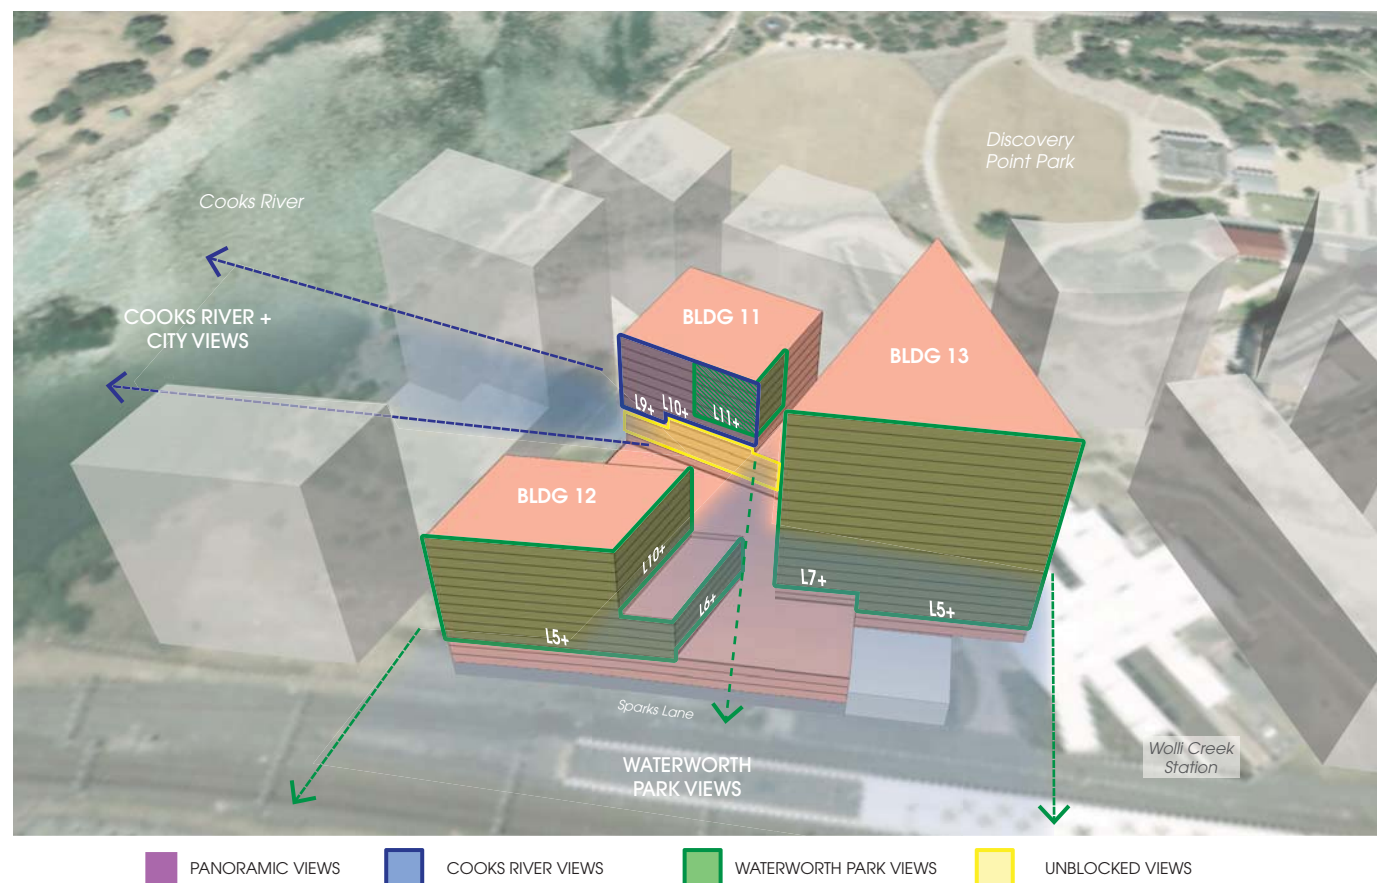 Discovery
Point Park
Cooks River
COOKS RIVER +
CITY VIEWS
BLDG 11
BLDG 13
L9+
L10+
L11+
BLDG 12
L10+
L6+
L7+
L5+
L5+
Sparks Lane
WATERWORTH
PARK VIEWS
Wolli Creek
Station
PANORAMIC VIEWS
COOKS RIVER VIEWS
WATERWORTH PARK VIEWS
UNBLOCKED VIEWS